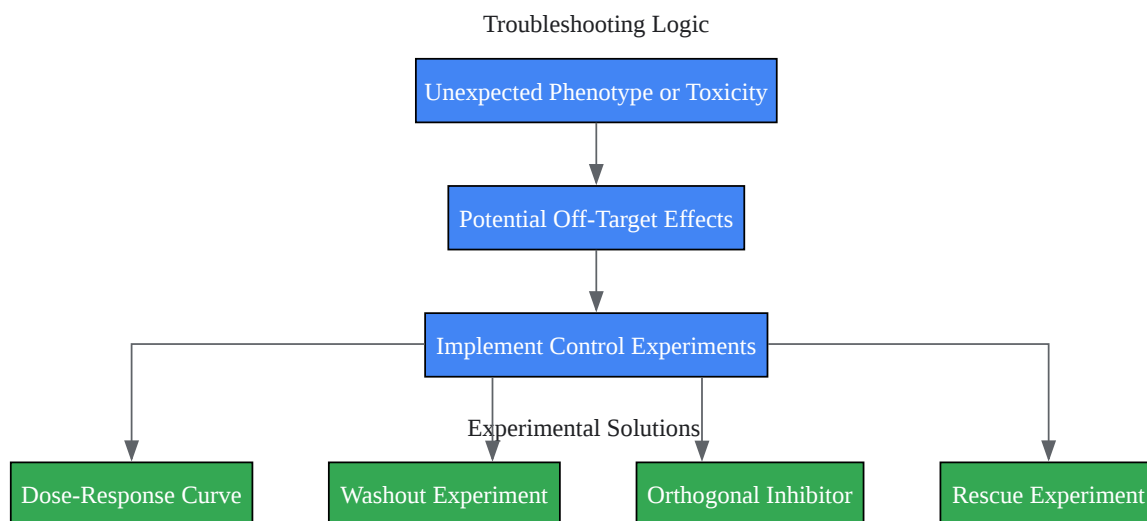 Troubleshooting Logic
Unexpected Phenotype or Toxicity
Potential Off-Target Effects
Implement Control Experiments
Experimental Solutions
Dose-Response Curve
Washout Experiment
Orthogonal Inhibitor
Rescue Experiment